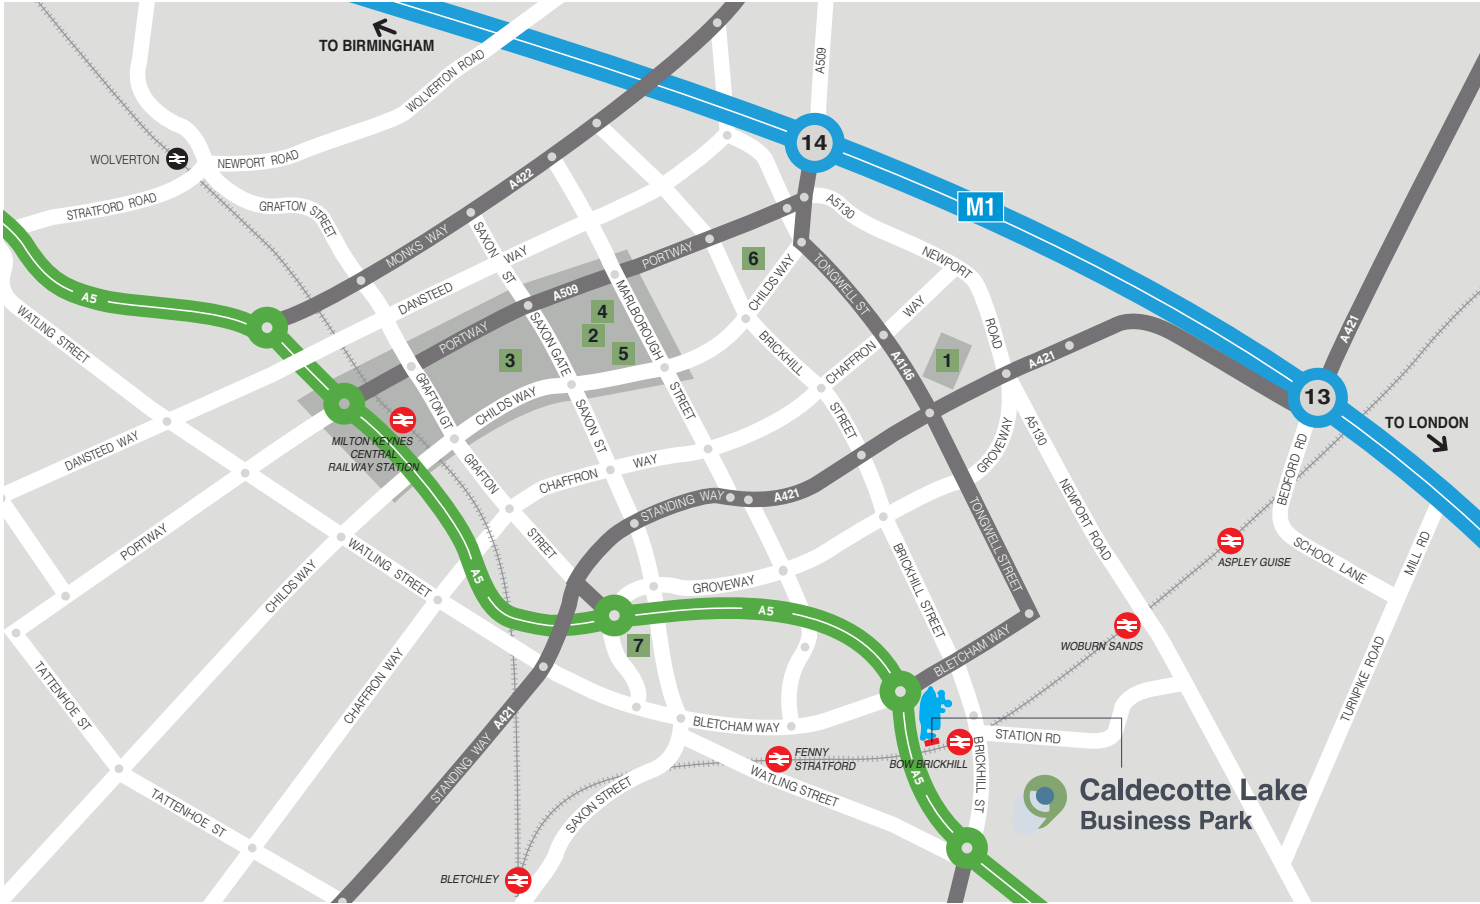 TO BIRMINGHAM
A509
WOLVERTON ROAD
14
WOLVERTON
NEWPORT ROAD
A422
STRATFORD ROAD
GRAFTON STREET
M1
A5130
MONKS WAY
SAXON ST
DANSTEED WAY
PORTWAY
NEWPORT ROAD
6
CHILDS WAY
TONGWELL ST
A5
A509
MARLBOROUGH STREET
WATLING STREET
PORTWAY
4
2
5
3
SAXON GATE
BRICKHILL STREET
CHAFFRON WAY
A4146
1
A421
A421
GRAFTON GT
CHILDS WAY
13
TO LONDON
MILTON KEYNES
CENTRAL
RAILWAY STATION
DANSTEED WAY
SAXON ST
GROVEWAY
A5130
BEDFORD RD
GRAFTON STREET
CHAFFRON WAY
STANDING WAY
A421
TONGWELL STREET
NEWPORT ROAD
PORTWAY
WATLING STREET
BRICKHILL STREET
ASPLEY GUISE
SCHOOL LANE
MILL RD
CHILDS WAY
A5
GROVEWAY
A5
7
WOBURN SANDS
BLETCHAM WAY
TATTENHOE ST
CHAFFRON WAY
TURNPIKE ROAD
STANDING WAY
A421
BLETCHAM WAY
STATION RD
FENNY
STRATFORD
BOW BRICKHILL
A5
BRICKHILL ST
WATLING STREET
SAXON STREET
TATTENHOE ST
Caldecotte Lake
Business Park
BLETCHLEY